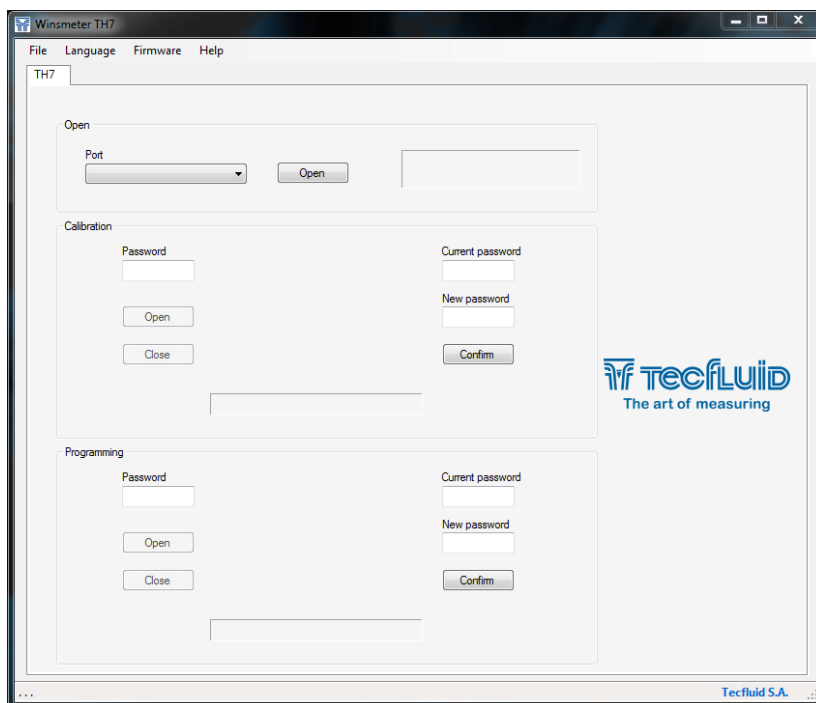 Winsmeter TH7
File Language Firmware Help
TH7
Open
Port
Open
Calibration
Password Current password
New password
Open
Close Confirm
TECFLUID
The art of measuring
Programming
Password Current password
New password
Open
Close Confirm
... Tecfluid S.A.